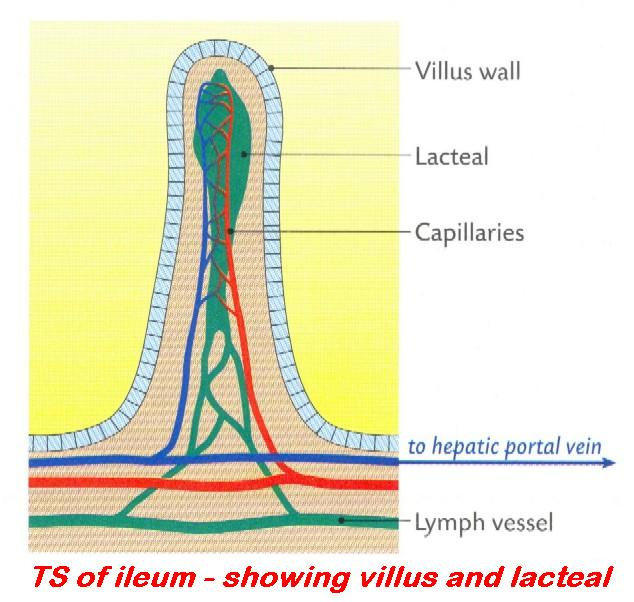 Villus wall
Lacteal
Capillaries
to hepatic portal vein
Lymph vessel
TS of ileum - showing villus and lacteal